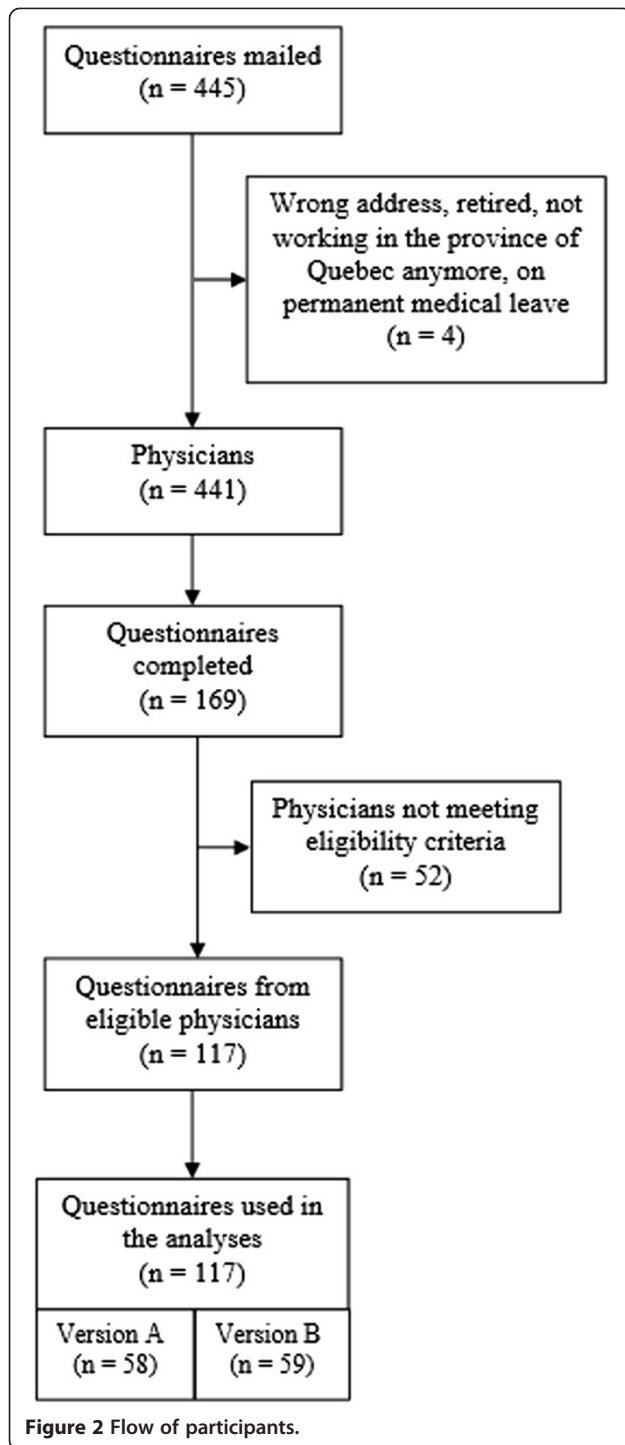 Questionnaires mailed
(n = 445)
Wrong address, retired, not
working in the province of
Quebec anymore, on
permanent medical leave
(n = 4)
Physicians
(n = 441)
Questionnaires
completed
(n = 169)
Physicians not meeting
eligibility criteria
(n = 52)
Questionnaires from
eligible physicians
(n = 117)
Questionnaires used in
the analyses
(n = 117)
Version A
(n = 58)
Version B
(n = 59)
Figure 2 Flow of participants.